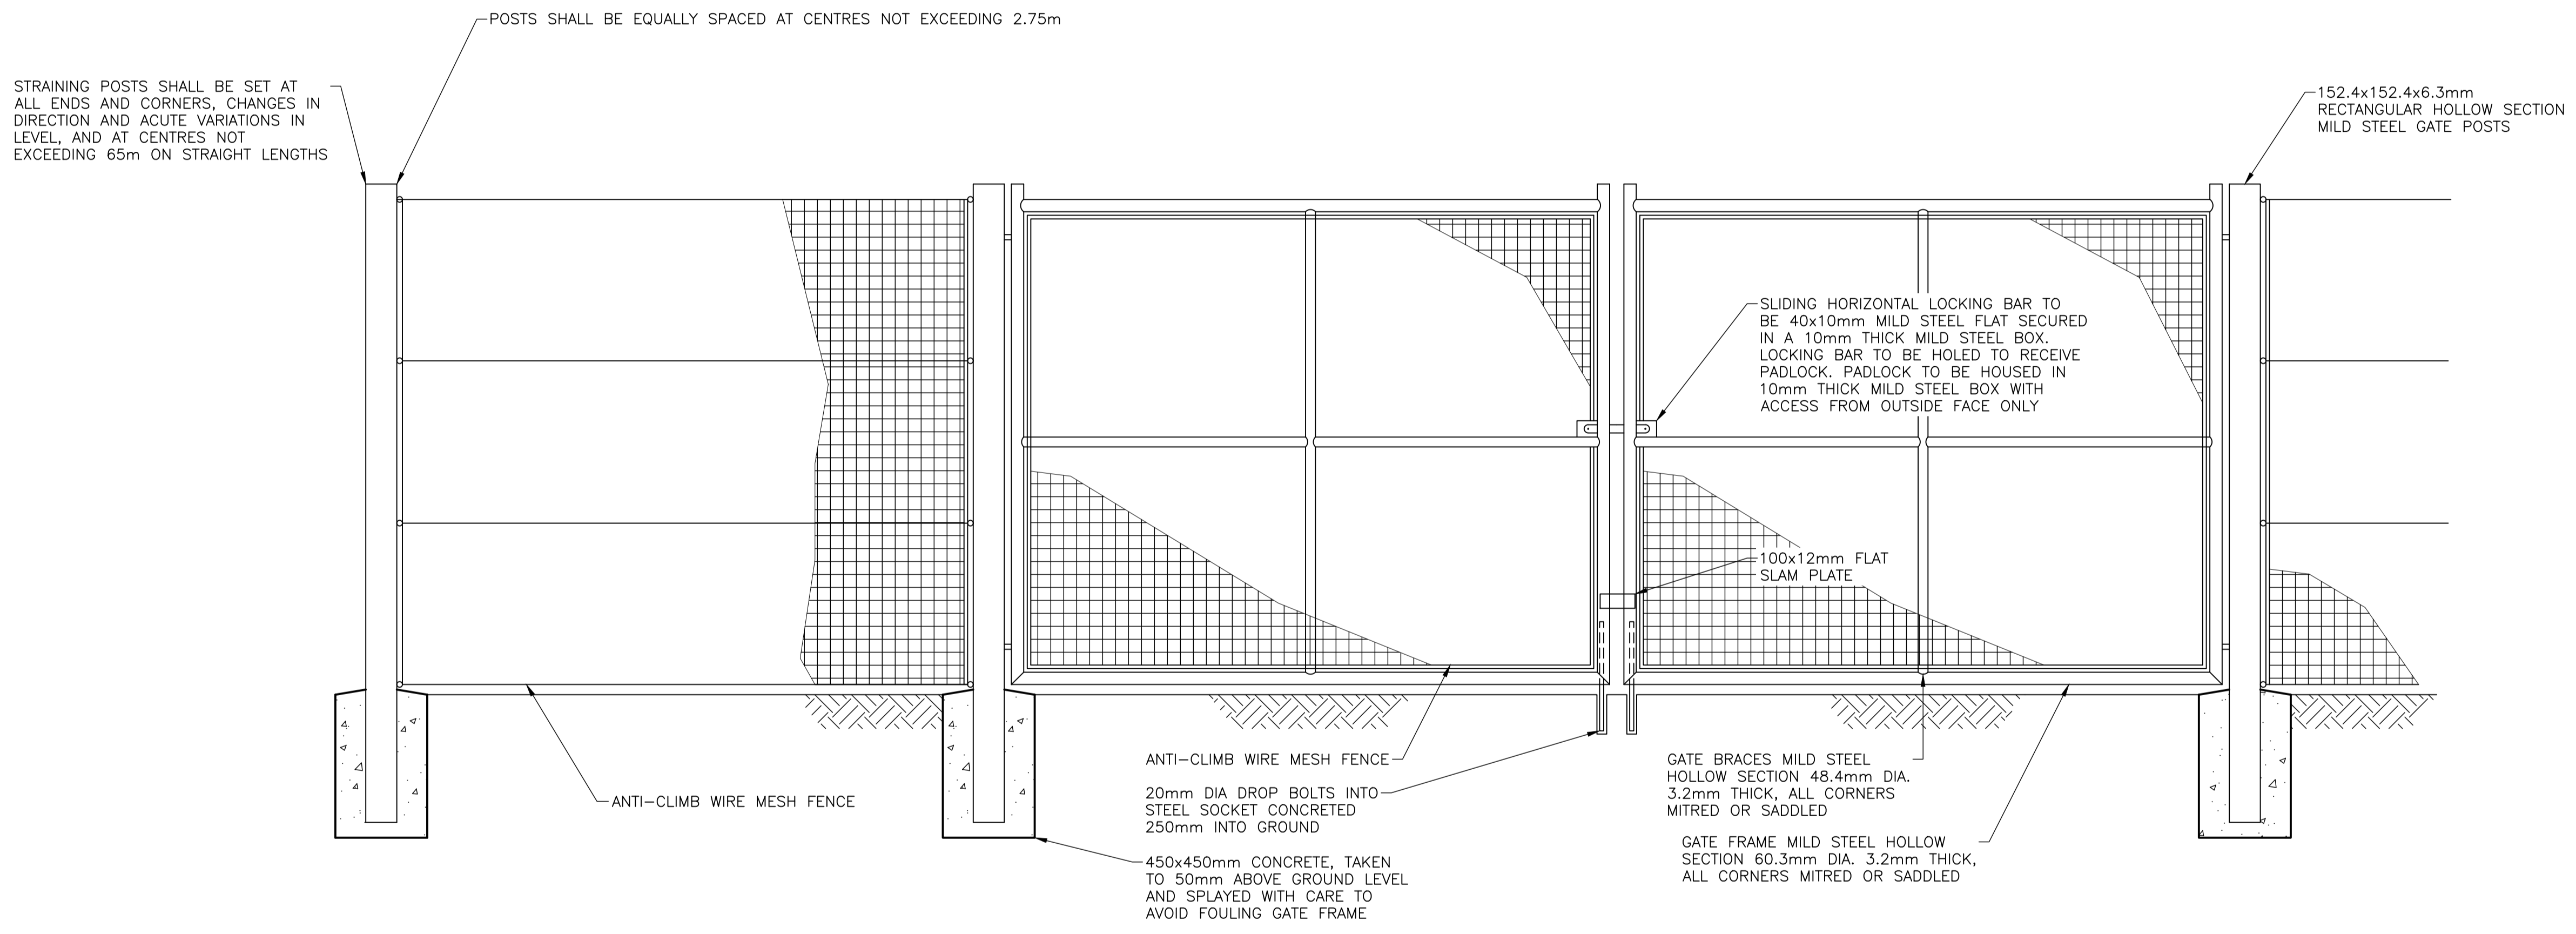 POSTS SHALL BE EQUALLY SPACED AT CENTRES NOT EXCEEDING 2.75m
STRAINING POSTS SHALL BE SET AT
ALL ENDS AND CORNERS, CHANGES IN
DIRECTION AND ACUTE VARIATIONS IN
LEVEL, AND AT CENTRES NOT
EXCEEDING 65m ON STRAIGHT LENGTHS
152.4x152.4x6.3mm
RECTANGULAR HOLLOW SECTION
MILD STEEL GATE POSTS
SLIDING HORIZONTAL LOCKING BAR TO
BE 40x10mm MILD STEEL FLAT SECURED
IN A 10mm THICK MILD STEEL BOX.
LOCKING BAR TO BE HOLED TO RECEIVE
PADLOCK. PADLOCK TO BE HOUSED IN
10mm THICK MILD STEEL BOX WITH
ACCESS FROM OUTSIDE FACE ONLY
100x12mm FLAT
SLAM PLATE
ANTI-CLIMB WIRE MESH FENCE
ANTI-CLIMB WIRE MESH FENCE
20mm DIA DROP BOLTS INTO
STEEL SOCKET CONCRETED
250mm INTO GROUND
450x450mm CONCRETE, TAKEN
TO 50mm ABOVE GROUND LEVEL
AND SPLAYED WITH CARE TO
AVOID FOULING GATE FRAME
GATE BRACES MILD STEEL
HOLLOW SECTION 48.4mm DIA.
3.2mm THICK, ALL CORNERS
MITRED OR SADDLED
GATE FRAME MILD STEEL HOLLOW
SECTION 60.3mm DIA. 3.2mm THICK,
ALL CORNERS MITRED OR SADDLED